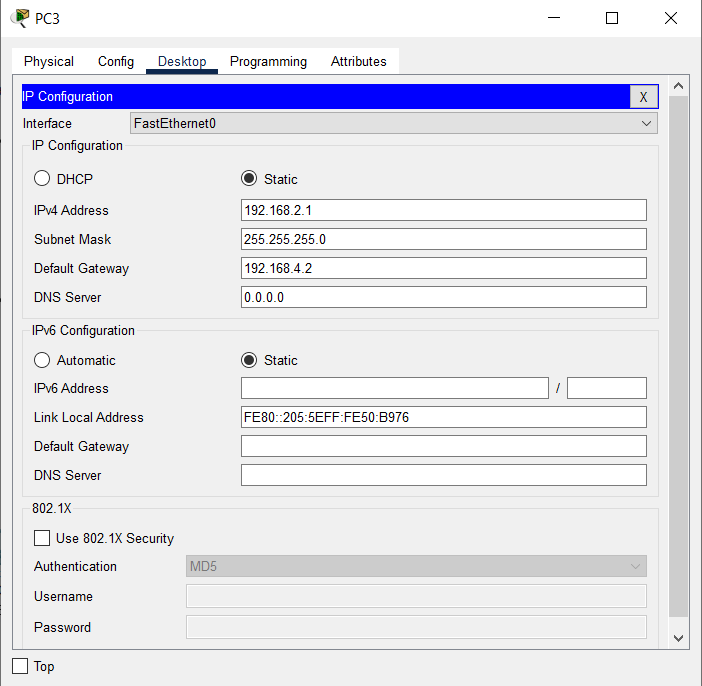 PC3
Physical Config Desktop Programming Attributes
IP Configuration X
Interface FastEthernet0
IP Configuration
DHCP Static
IPv4 Address 192.168.2.1
Subnet Mask 255.255.255.0
Default Gateway 192.168.4.2
DNS Server 0.0.0.0
IPv6 Configuration
Automatic Static
IPv6 Address /
Link Local Address FE80::205:5EFF:FE50:B976
Default Gateway
DNS Server
802.1X
Use 802.1X Security
Authentication MD5
Username
Password
Top